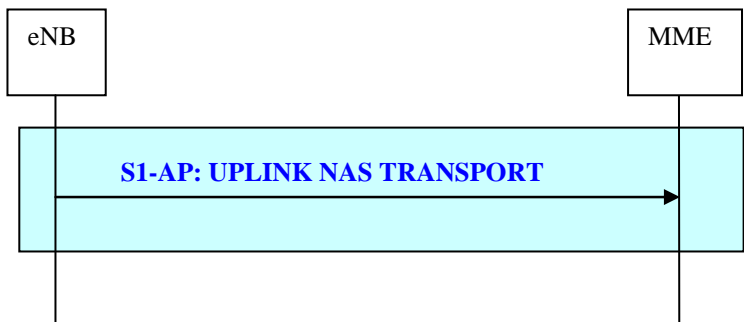 eNB
MME
S1-AP: UPLINK NAS TRANSPORT